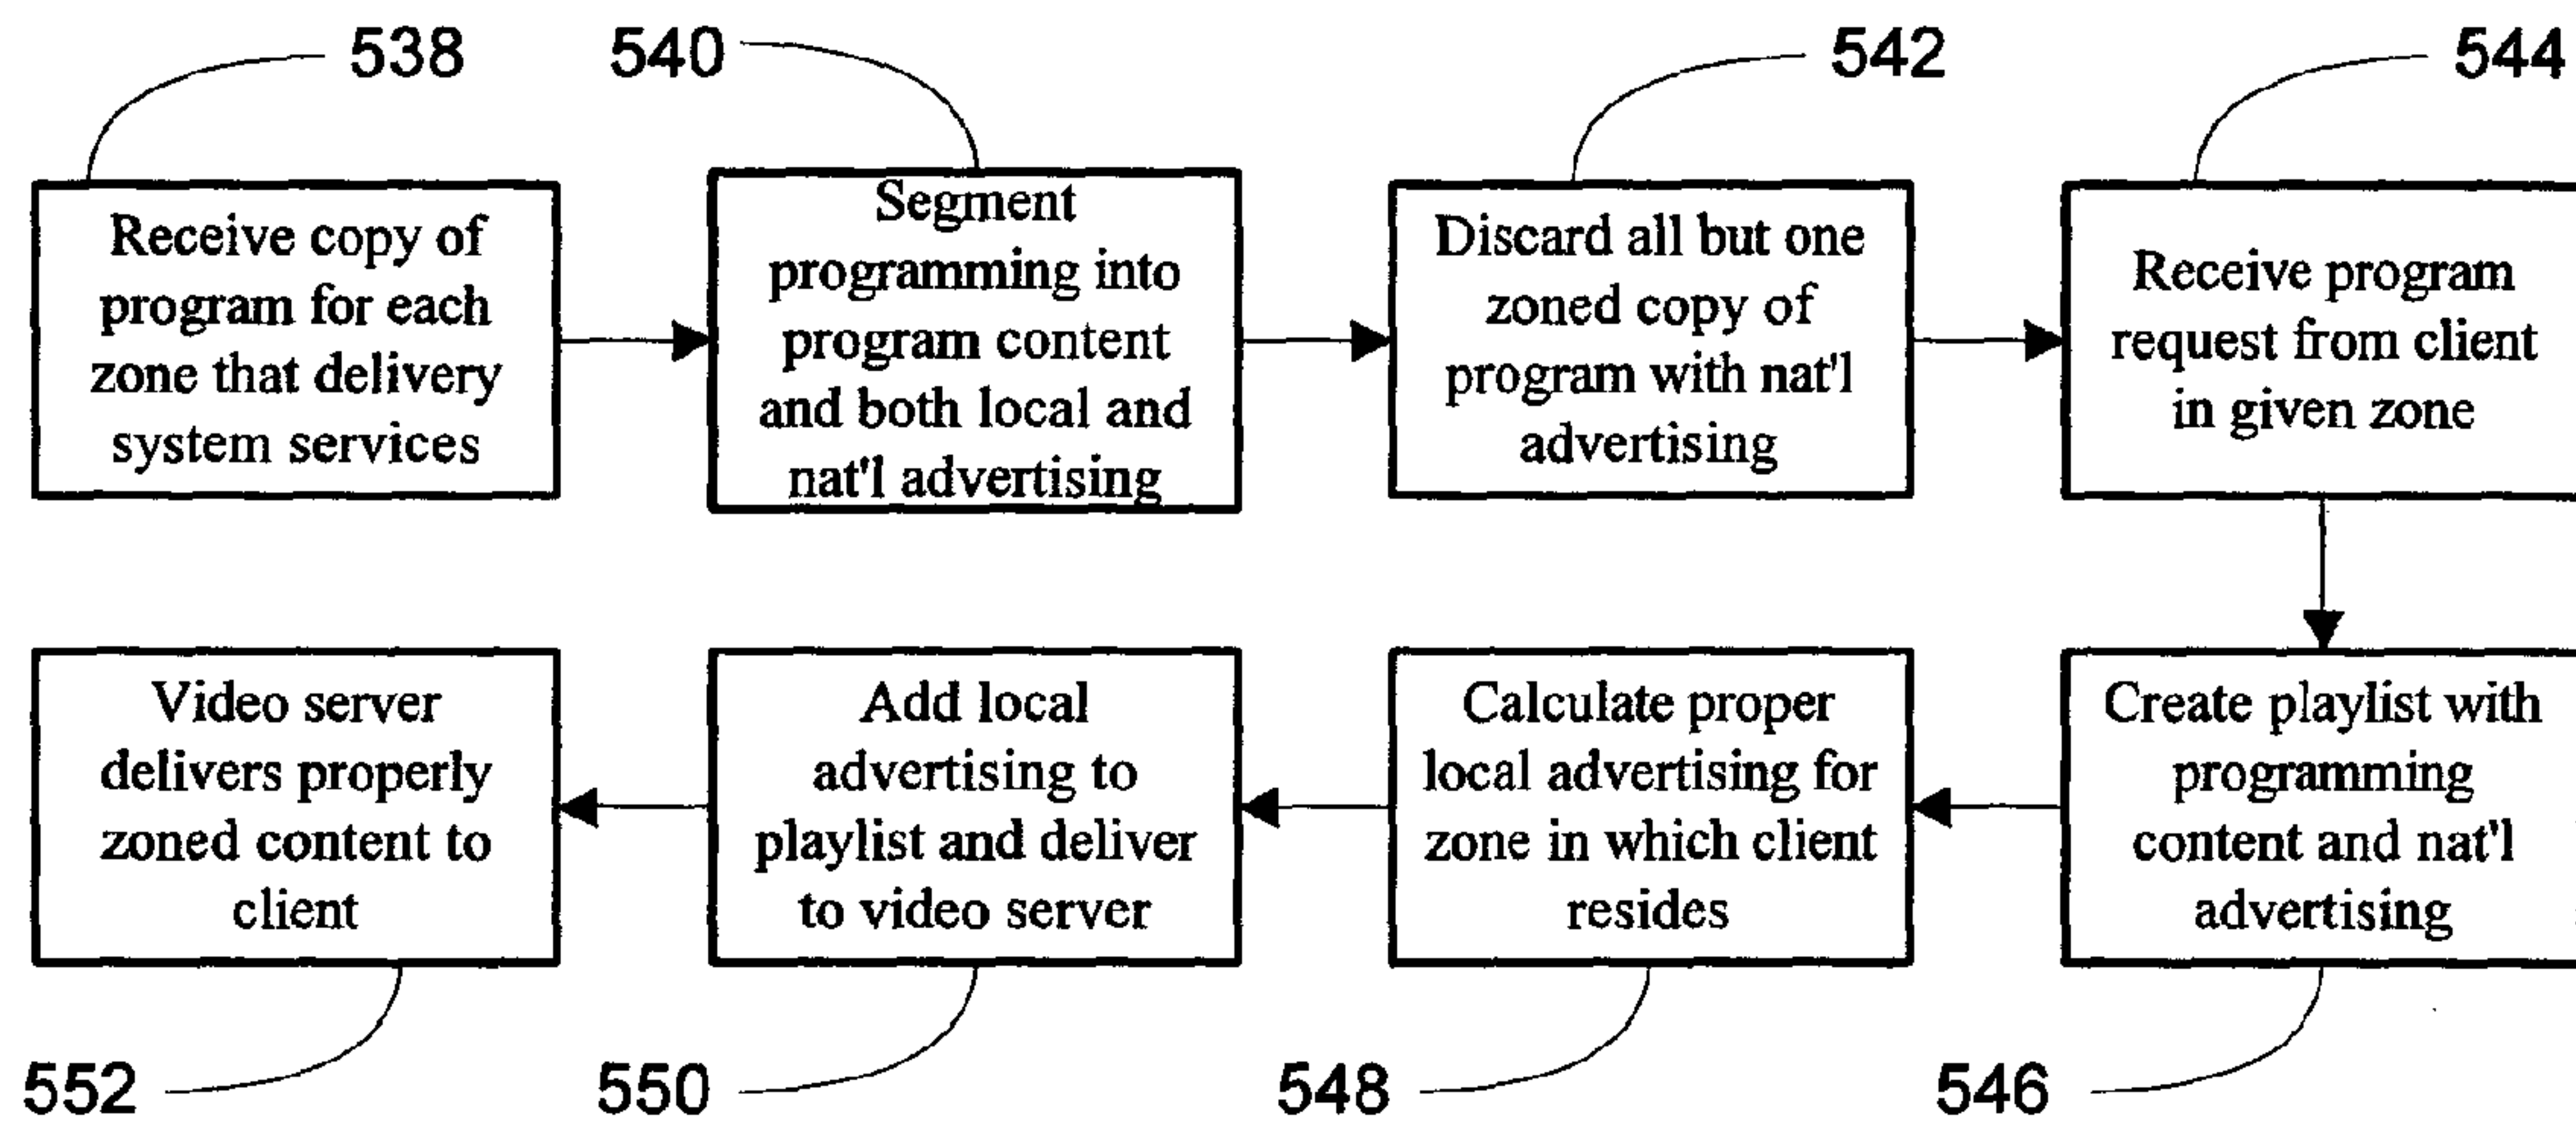 538
540
542
544
Receive copy of
program for each
zone that delivery
system services
Segment
programming into
program content
and both local and
nat'l advertising
Discard all but one
zoned copy of
program with nat'l
advertising
Receive program
request from client
in given zone
Create playlist with
programming
content and nat'l
advertising
Calculate proper
local advertising for
zone in which client
resides
Add local
advertising to
playlist and deliver
to video server
Video server
delivers properly
zoned content to
client
552
550
548
546